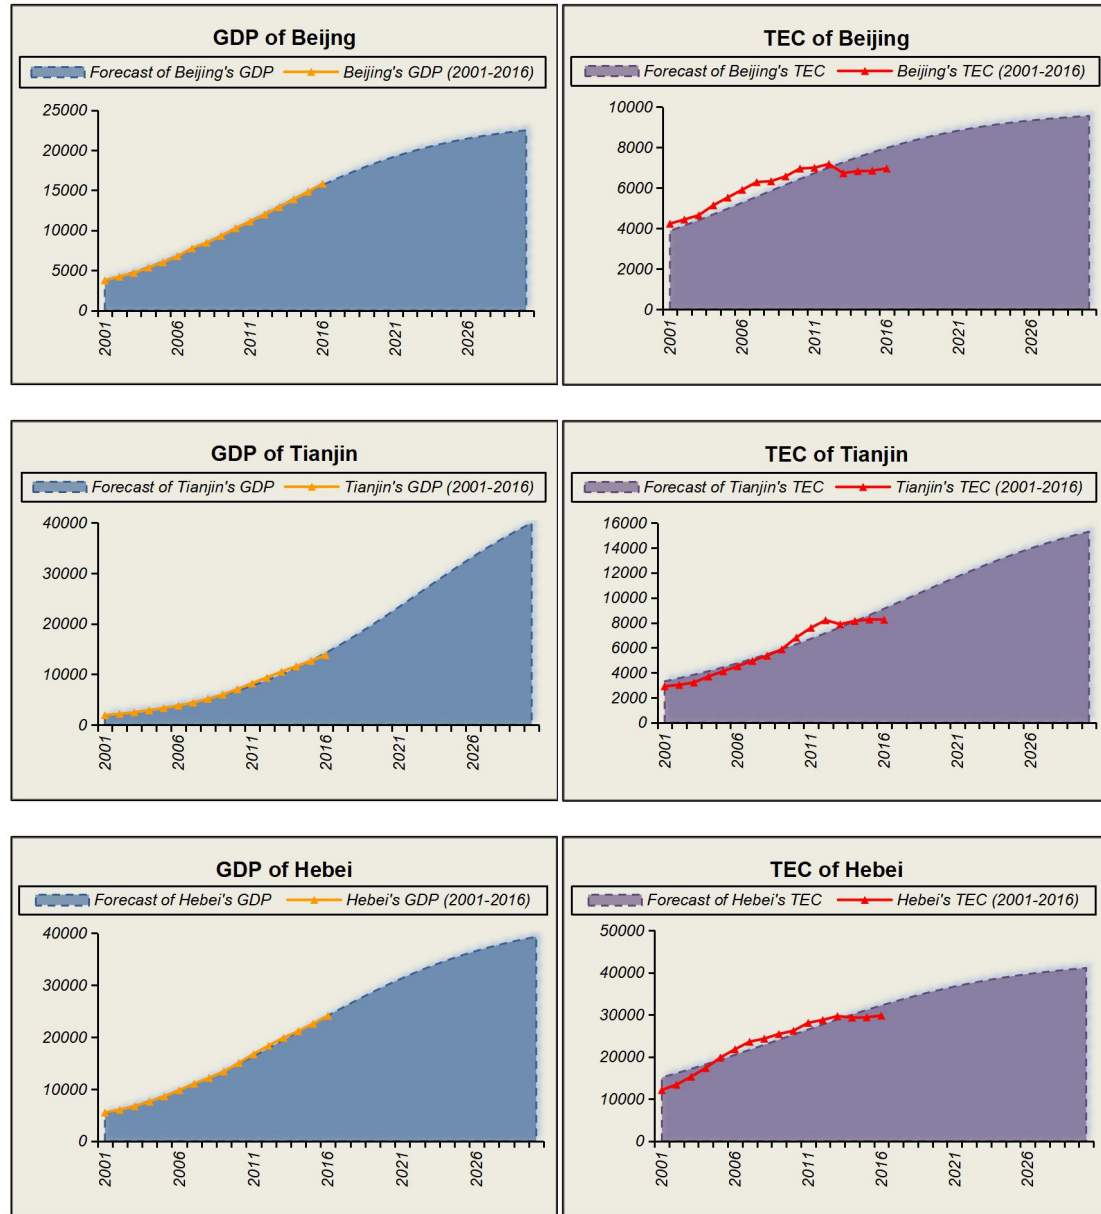 GDP of Beijng
Forecast of Beijing's GDP Beijing's GDP (2001-2016)
25000
20000
15000
10000
5000
0
2001 2006 2011 2016 2021 2026
TEC of Beijing
Forecast of Beijing's TEC Beijing's TEC (2001-2016)
10000
8000
6000
4000
2000
0
2001 2006 2011 2016 2021 2026
GDP of Tianjin
Forecast of Tianjin's GDP Tianjin's GDP (2001-2016)
40000
30000
20000
10000
0
2001 2006 2011 2016 2021 2026
TEC of Tianjin
Forecast of Tianjin's TEC Tianjin's TEC (2001-2016)
16000
14000
12000
10000
8000
6000
4000
2000
0
2001 2006 2011 2016 2021 2026
GDP of Hebei
Forecast of Hebei's GDP Hebei's GDP (2001-2016)
40000
30000
20000
10000
0
2001 2006 2011 2016 2021 2026
TEC of Hebei
Forecast of Hebei's TEC Hebei's TEC (2001-2016)
50000
40000
30000
20000
10000
0
2001 2006 2011 2016 2021 2026